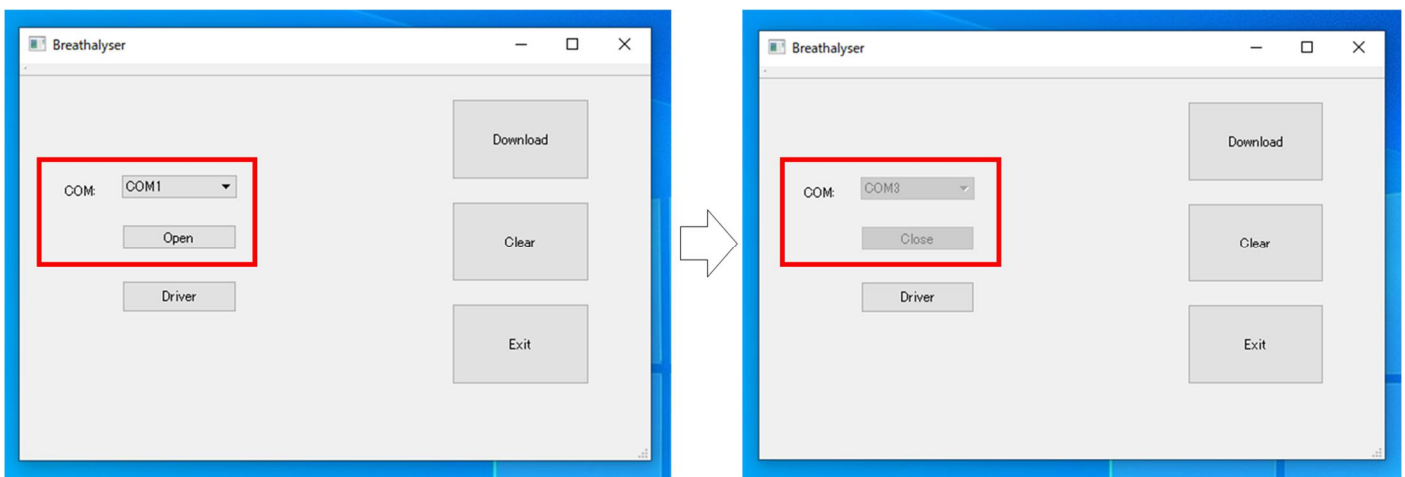 Breathalyser
Download
COM: COM1
Open
Clear
Driver
Exit
Breathalyser
Download
COM: COM3
Close
Clear
Driver
Exit